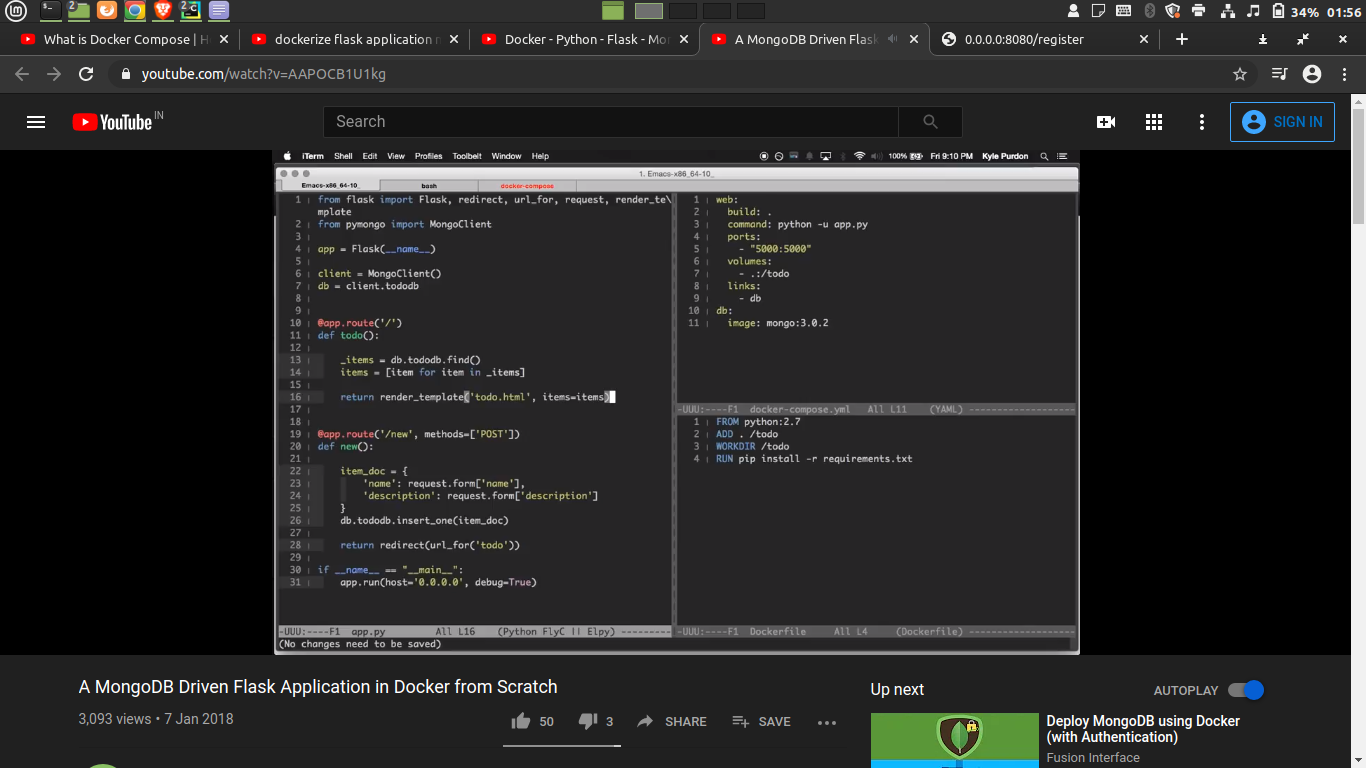 34% 01:56
What is Docker Compose | H
dockerize flask application
Docker - Python - Flask - Mo
A MongoDB Driven Flask
0.0.0.0:8080/register
youtube.com/watch?v=AAPOCB1U1kg
YouTube IN
Search
SIGN IN
iTerm Shell Edit View Profiles Toolbelt Window Help 100% Fri 9:10 PM Kyle Purdon
1. Emacs-x86_64-10_
Emacs-x86_64-10_ bash docker-compose
1 from flask import Flask, redirect, url_for, request, render_te\
mplate
2 from pymongo import MongoClient
3
4 app = Flask(__name__)
5
6 client = MongoClient()
7 db = client.tododb
8
9
10 @app.route('/')
11 def todo():
12
13 _items = db.tododb.find()
14 items = [item for item in _items]
15
16 return render_template('todo.html', items=items)
17
18
19 @app.route('/new', methods=['POST'])
20 def new():
21
22 item_doc = {
23 'name': request.form['name'],
24 'description': request.form['description']
25 }
26 db.tododb.insert_one(item_doc)
27
28 return redirect(url_for('todo'))
29
30 if __name__ == "__main__":
31 app.run(host='0.0.0.0', debug=True)
-UUU:----F1 app.py All L16 (Python FlyC || Elpy) ---------
(No changes need to be saved)
1 web:
2 build: .
3 command: python -u app.py
4 ports:
5 - "5000:5000"
6 volumes:
7 - .:/todo
8 links:
9 - db
10 db:
11 image: mongo:3.0.2
-UUU:----F1 docker-compose.yml All L11 (YAML) --------------------
1 FROM python:2.7
2 ADD . /todo
3 WORKDIR /todo
4 RUN pip install -r requirements.txt
-UUU:----F1 Dockerfile All L4 (Dockerfile) --------------------
A MongoDB Driven Flask Application in Docker from Scratch
3,093 views • 7 Jan 2018
50 3 SHARE SAVE
Up next AUTOPLAY
Deploy MongoDB using Docker
(with Authentication)
Fusion Interface